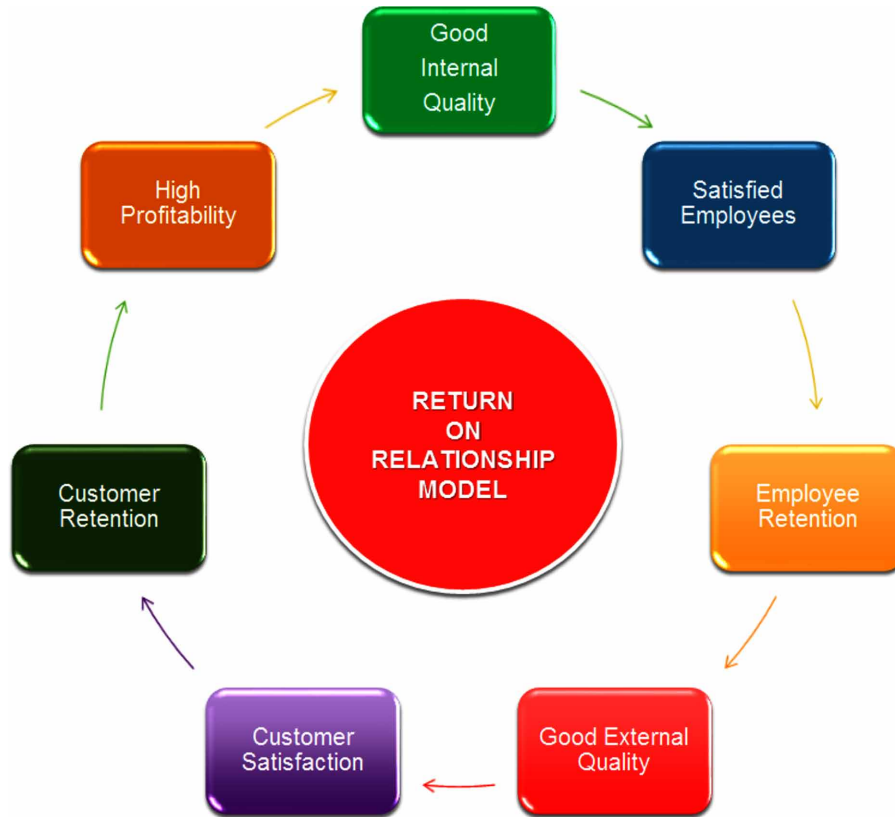 Good
Internal
Quality
Satisfied
Employees
Employee
Retention
Good External
Quality
Customer
Satisfaction
Customer
Retention
High
Profitability
RETURN
ON
RELATIONSHIP
MODEL